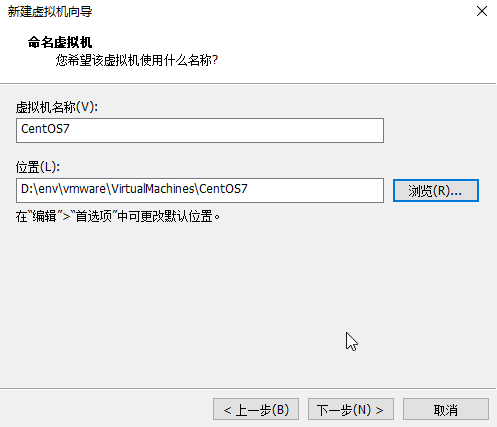 新建虚拟机向导
命名虚拟机
您希望该虚拟机使用什么名称?
虚拟机名称(V):
CentOS7
位置(L):
D:\env\vmware\VirtualMachines\CentOS7
浏览(R)...
在"编辑">"首选项"中可更改默认位置。
< 上一步(B)
下一步(N) >
取消